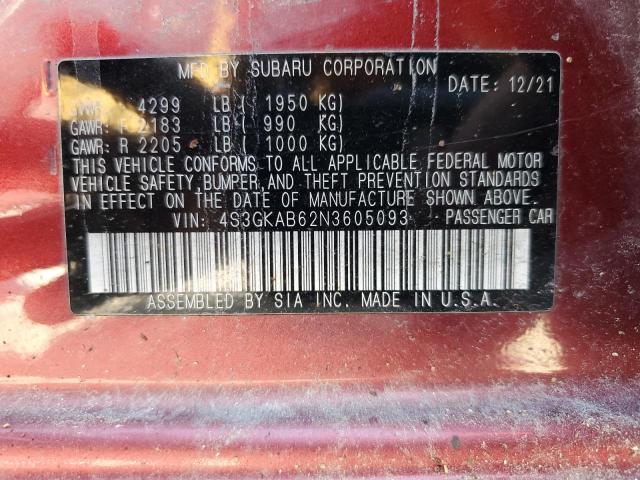 MFD BY SUBARU CORPORATION
DATE: 12/21
GVWR 4299 LB ( 1950 KG)
GAWR: F 2183 LB ( 990 KG)
GAWR: R 2205 LB ( 1000 KG)
THIS VEHICLE CONFORMS TO ALL APPLICABLE FEDERAL MOTOR
VEHICLE SAFETY, BUMPER, AND THEFT PREVENTION STANDARDS
IN EFFECT ON THE DATE OF MANUFACTURE SHOWN ABOVE.
VIN: 4S3GKAB62N3605093 PASSENGER CAR
ASSEMBLED BY SIA INC. MADE IN U.S.A.